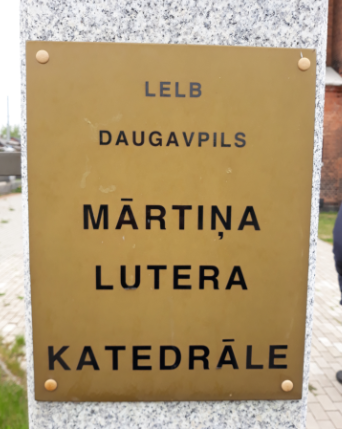 LELB
DAUGAVPILS
MĀRTIŅA
LUTERA
KATEDRĀLE